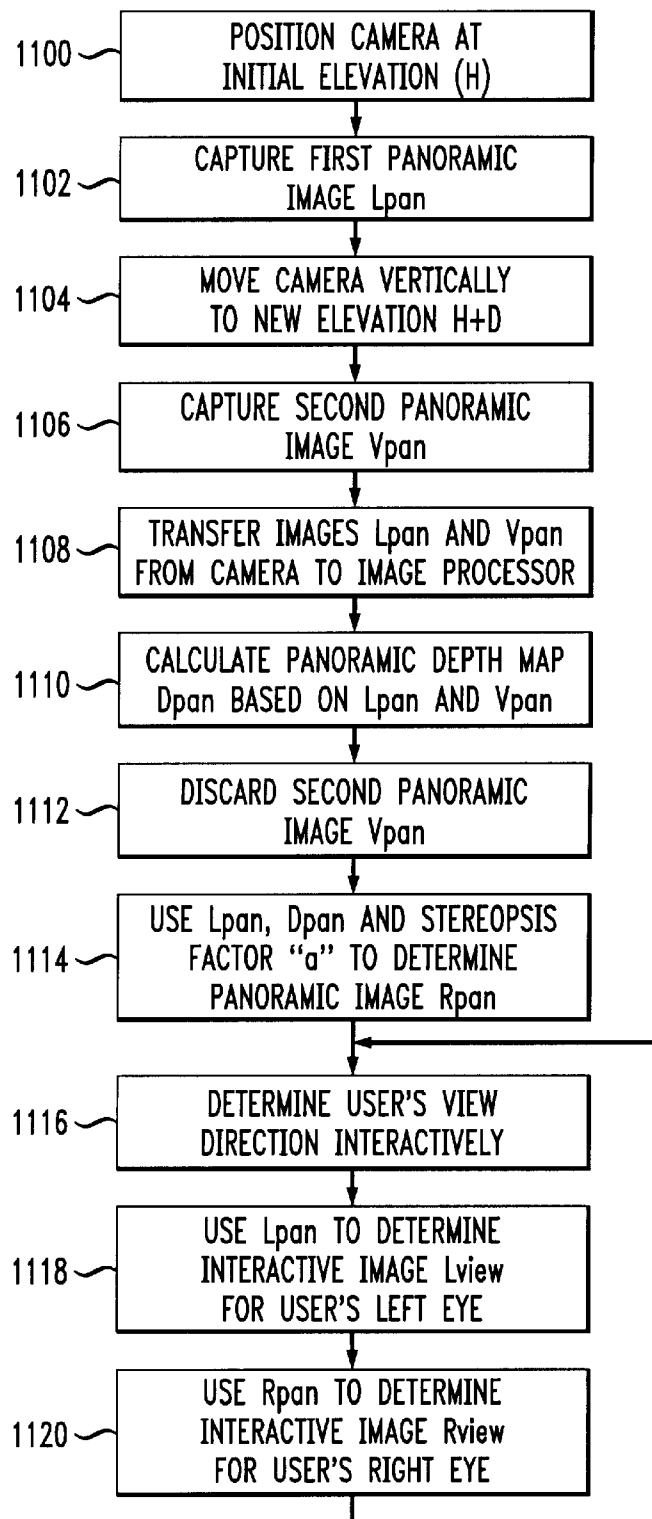 1100
POSITION CAMERA AT
INITIAL ELEVATION (H)
1102
CAPTURE FIRST PANORAMIC
IMAGE Lpan
1104
MOVE CAMERA VERTICALLY
TO NEW ELEVATION H+D
1106
CAPTURE SECOND PANORAMIC
IMAGE Vpan
1108
TRANSFER IMAGES Lpan AND Vpan
FROM CAMERA TO IMAGE PROCESSOR
1110
CALCULATE PANORAMIC DEPTH MAP
Dpan BASED ON Lpan AND Vpan
1112
DISCARD SECOND PANORAMIC
IMAGE Vpan
1114
USE Lpan, Dpan AND STEREOPSIS
FACTOR “a” TO DETERMINE
PANORAMIC IMAGE Rpan
1116
DETERMINE USER'S VIEW
DIRECTION INTERACTIVELY
1118
USE Lpan TO DETERMINE
INTERACTIVE IMAGE Lview
FOR USER'S LEFT EYE
1120
USE Rpan TO DETERMINE
INTERACTIVE IMAGE Rview
FOR USER'S RIGHT EYE